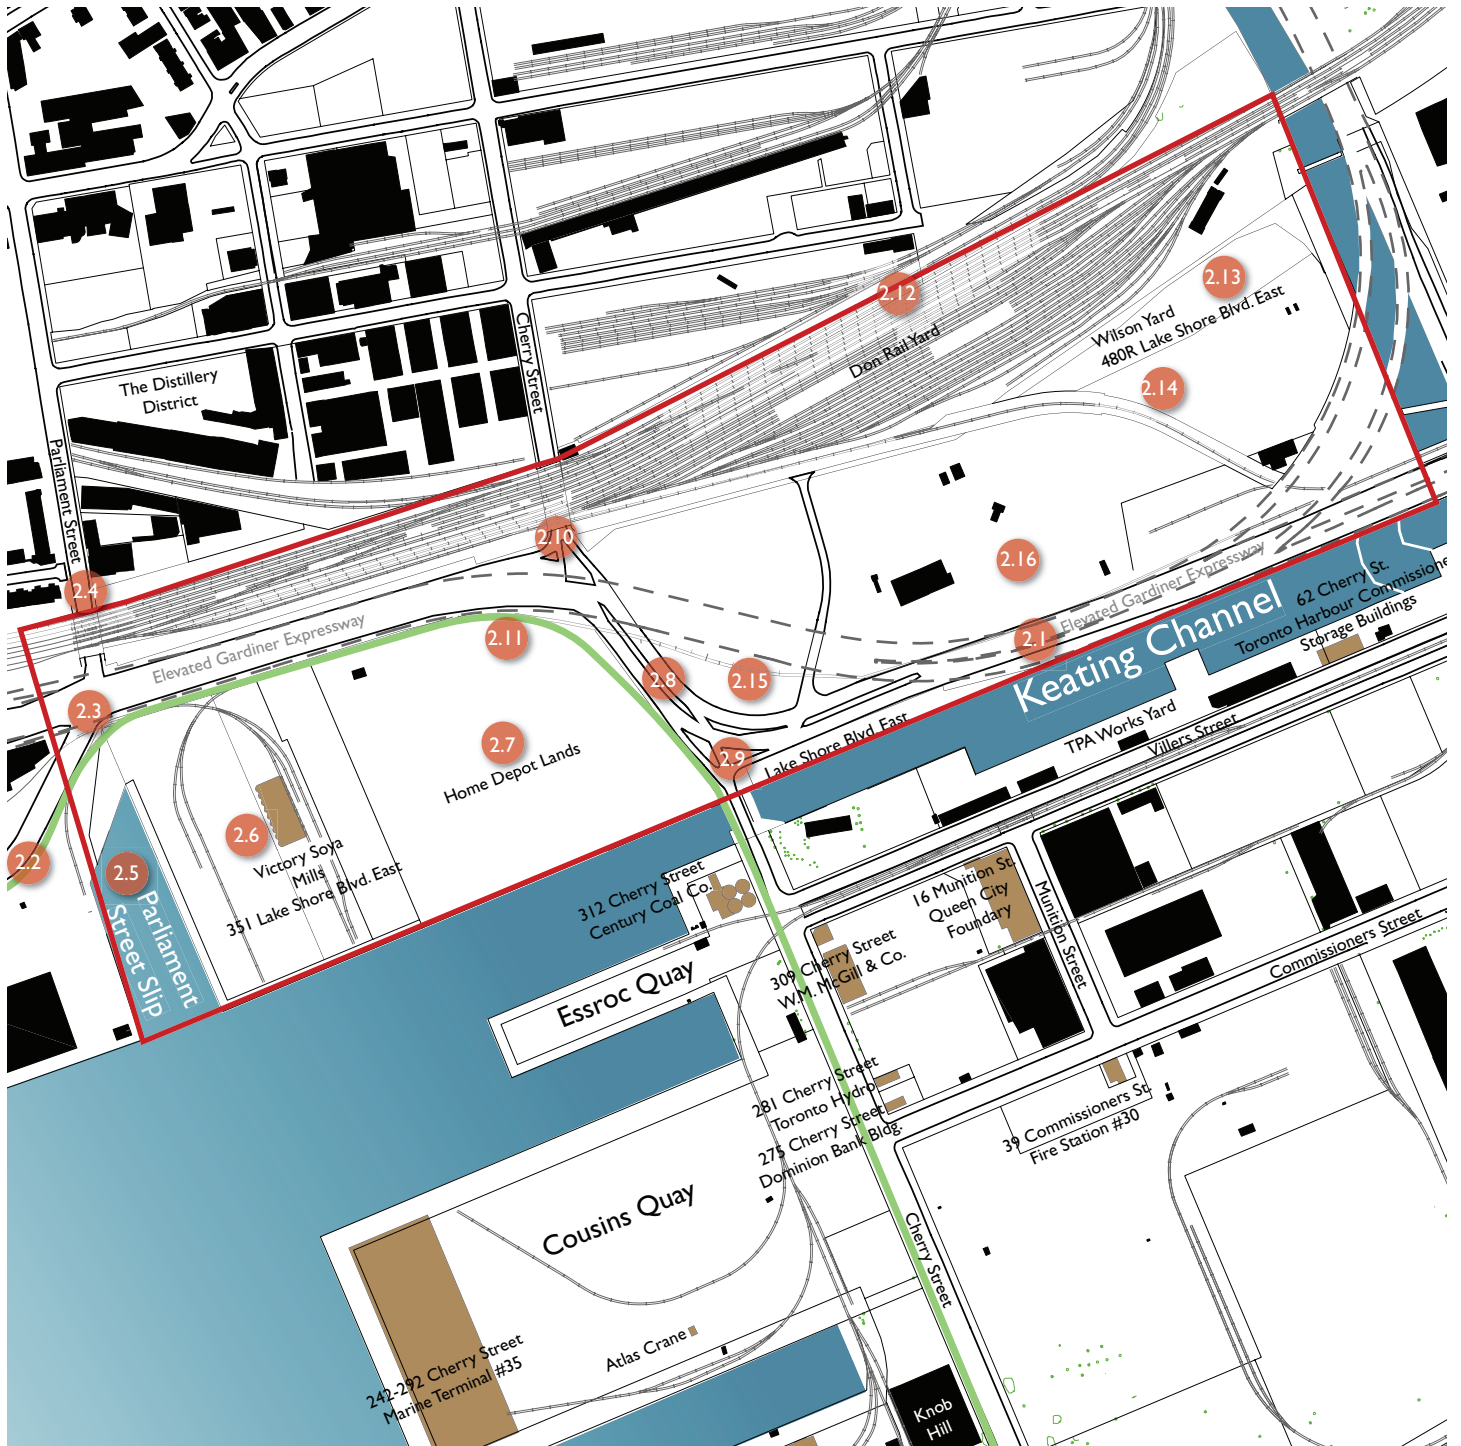 Cherry Street
2.13
2.12
Wilson Yard
480R Lake Shore Blvd. East
Don Rail Yard
The Distillery
District
2.14
Parliament Street
2.10
2.16
2.4
Elevated Gardiner Expressway
62 Cherry St.
Toronto Harbour Commissione
Storage Buildings
Elevated Gardiner Expressway
2.11
2.1
Keating Channel
2.8
2.15
2.3
2.7
Home Depot Lands
2.9
Lake Shore Blvd. East
TPA Works Yard
Villers Street
2.6
Victory Soya
Mills
351 Lake Shore Blvd. East
2.2
2.5
Parliament
Street Slip
312 Cherry Street
Century Coal Co.
16 Munition St.
Queen City
Foundary
Munition Street
Commissioners Street
309 Cherry Street
W.M. McGill & Co.
Essroc Quay
281 Cherry Street
Toronto Hydro
275 Cherry Street
Dominion Bank Bldg.
39 Commissioners St.
Fire Station #30
Cousins Quay
Cherry Street
Atlas Crane
242-292 Cherry Street
Marine Terminal #35
Knob
Hill